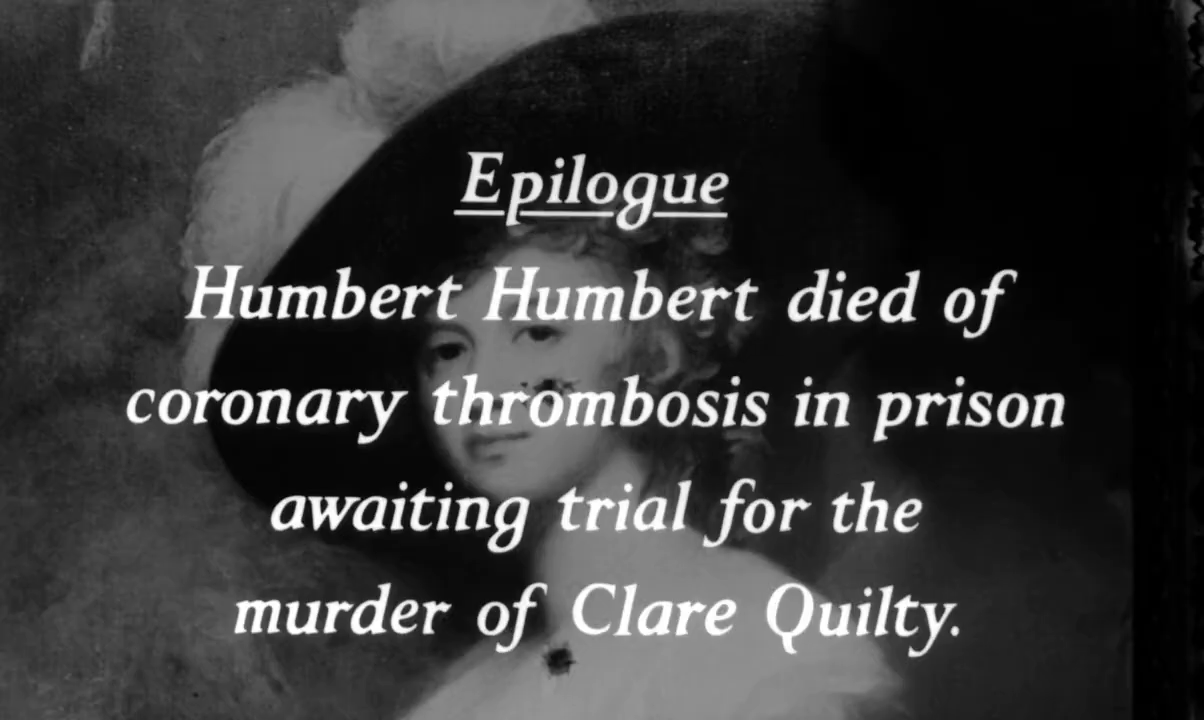 Epilogue
Humbert Humbert died of
coronary thrombosis in prison
awaiting trial for the
murder of Clare Quilty.